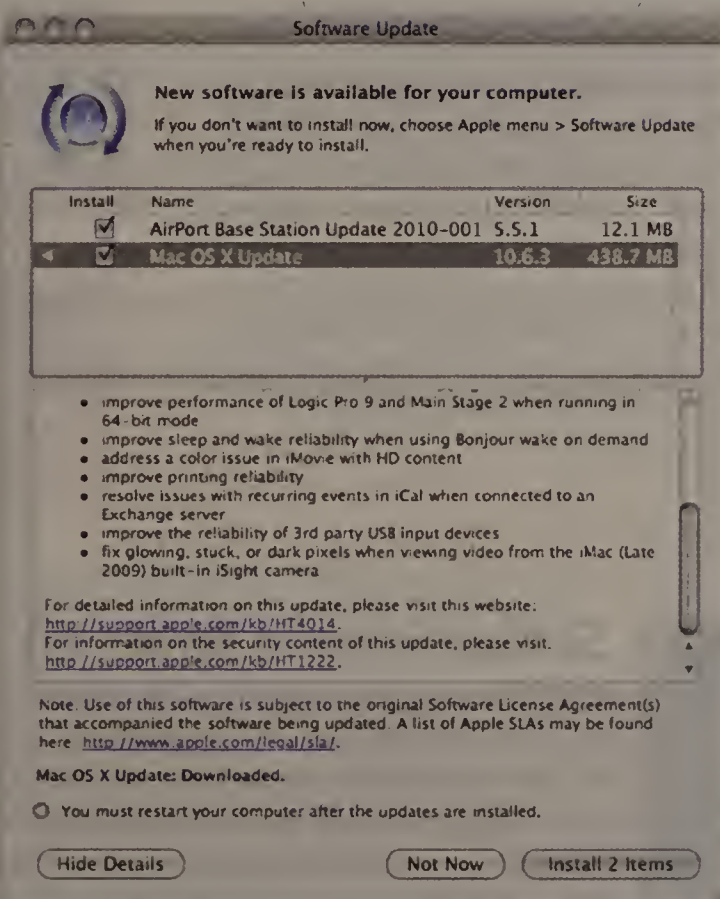 Software Update
New software is available for your computer.
If you don't want to install now, choose Apple menu > Software Update
when you're ready to install.
Install Name Version Size
AirPort Base Station Update 2010-001 5.5.1 12.1 MB
Mac OS X Update 10.6.3 438.7 MB
• improve performance of Logic Pro 9 and Main Stage 2 when running in
64-bit mode
• improve sleep and wake reliability when using Bonjour wake on demand
• address a color issue in iMovie with HD content
• improve printing reliability
• resolve issues with recurring events in iCal when connected to an
Exchange server
• improve the reliability of 3rd party USB input devices
• fix glowing, stuck, or dark pixels when viewing video from the iMac (Late
2009) built-in iSight camera
For detailed information on this update, please visit this website:
http://support.apple.com/kb/HT4014.
For information on the security content of this update, please visit:
http://support.apple.com/kb/HT1222.
Note: Use of this software is subject to the original Software License Agreement(s)
that accompanied the software being updated. A list of Apple SLAs may be found
here: http://www.apple.com/legal/sla/.
Mac OS X Update: Downloaded.
You must restart your computer after the updates are installed.
Hide Details Not Now Install 2 Items